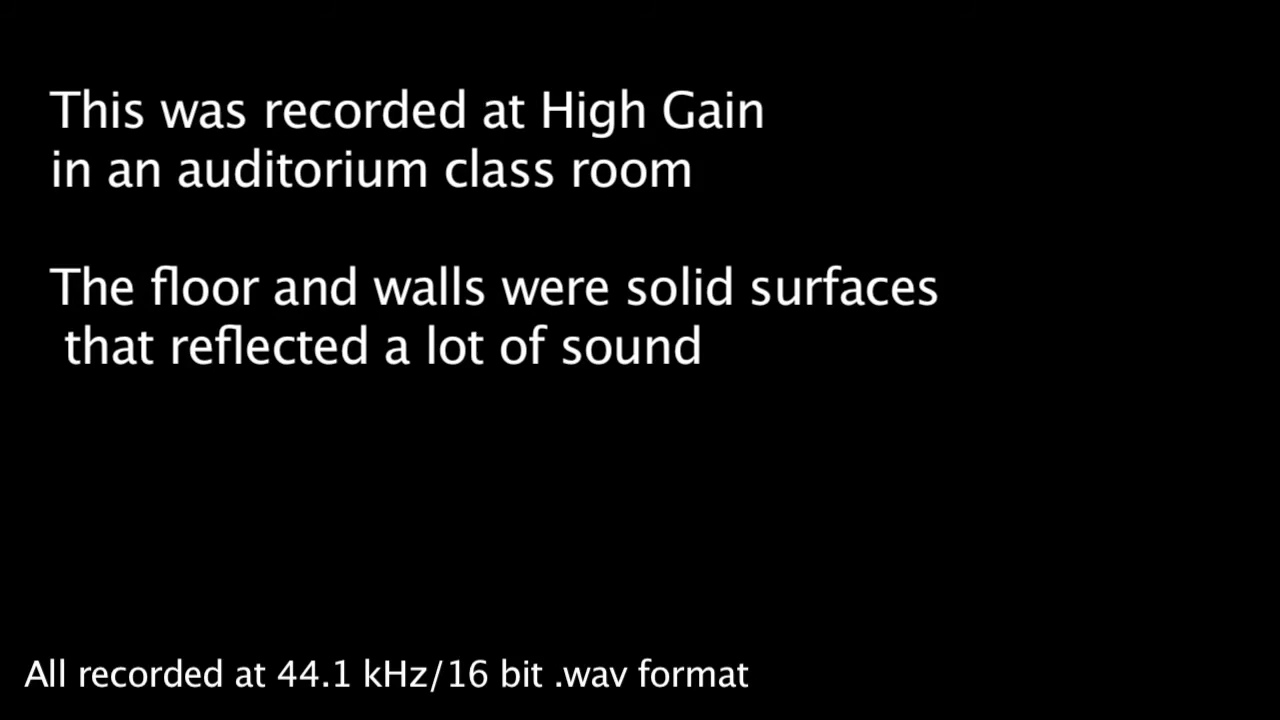 This was recorded at High Gain
in an auditorium class room
The floor and walls were solid surfaces
that reflected a lot of sound
All recorded at 44.1 kHz/16 bit .wav format